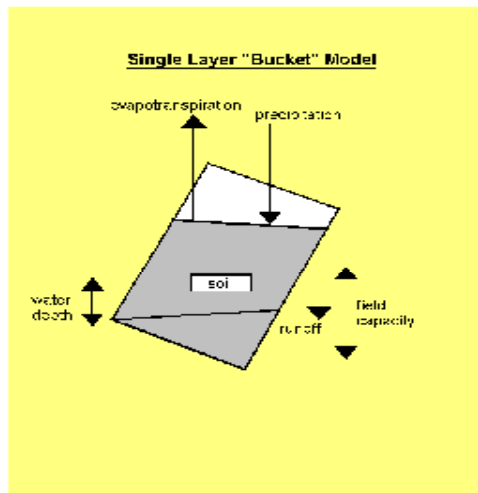 Single Layer "Bucket" Model
evapotranspiration
precipitation
soi
water
depth
runoff
field
capacity